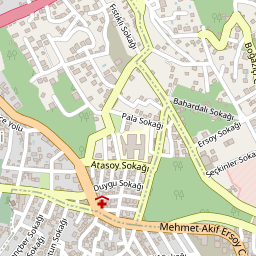 Fıstıklı Sokağı
Boğaziçi
Bahardalı Sokağı
Pala Sokağı
Ersoy Sokağı
e Yolu
Atasoy Sokağı
Seçkinler Sokağı
Duygu Sokağı
Mehmet Akif Ersoy C
Sokağı